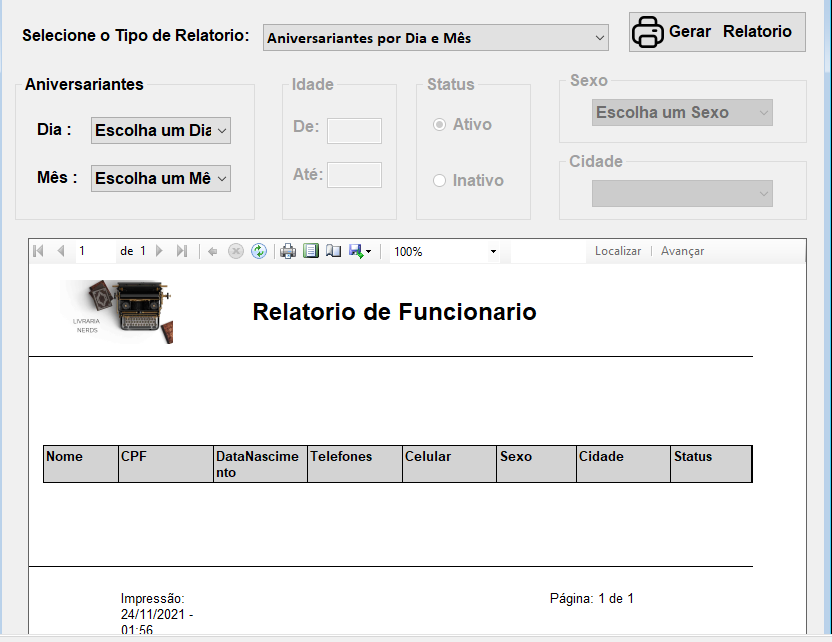 Selecione o Tipo de Relatorio:
Aniversariantes por Dia e Mês
Gerar Relatorio
Aniversariantes
Dia :
Escolha um Dia
Mês :
Escolha um Mê
Idade
De:
Até:
Status
Ativo
Inativo
Sexo
Escolha um Sexo
Cidade
1 de 1
100%
Localizar | Avançar
LIVRARIA
NERDS
Relatorio de Funcionario
Nome CPF DataNascime Telefones Celular Sexo Cidade Status
nto
Impressão:
24/11/2021 -
01:56
Página: 1 de 1